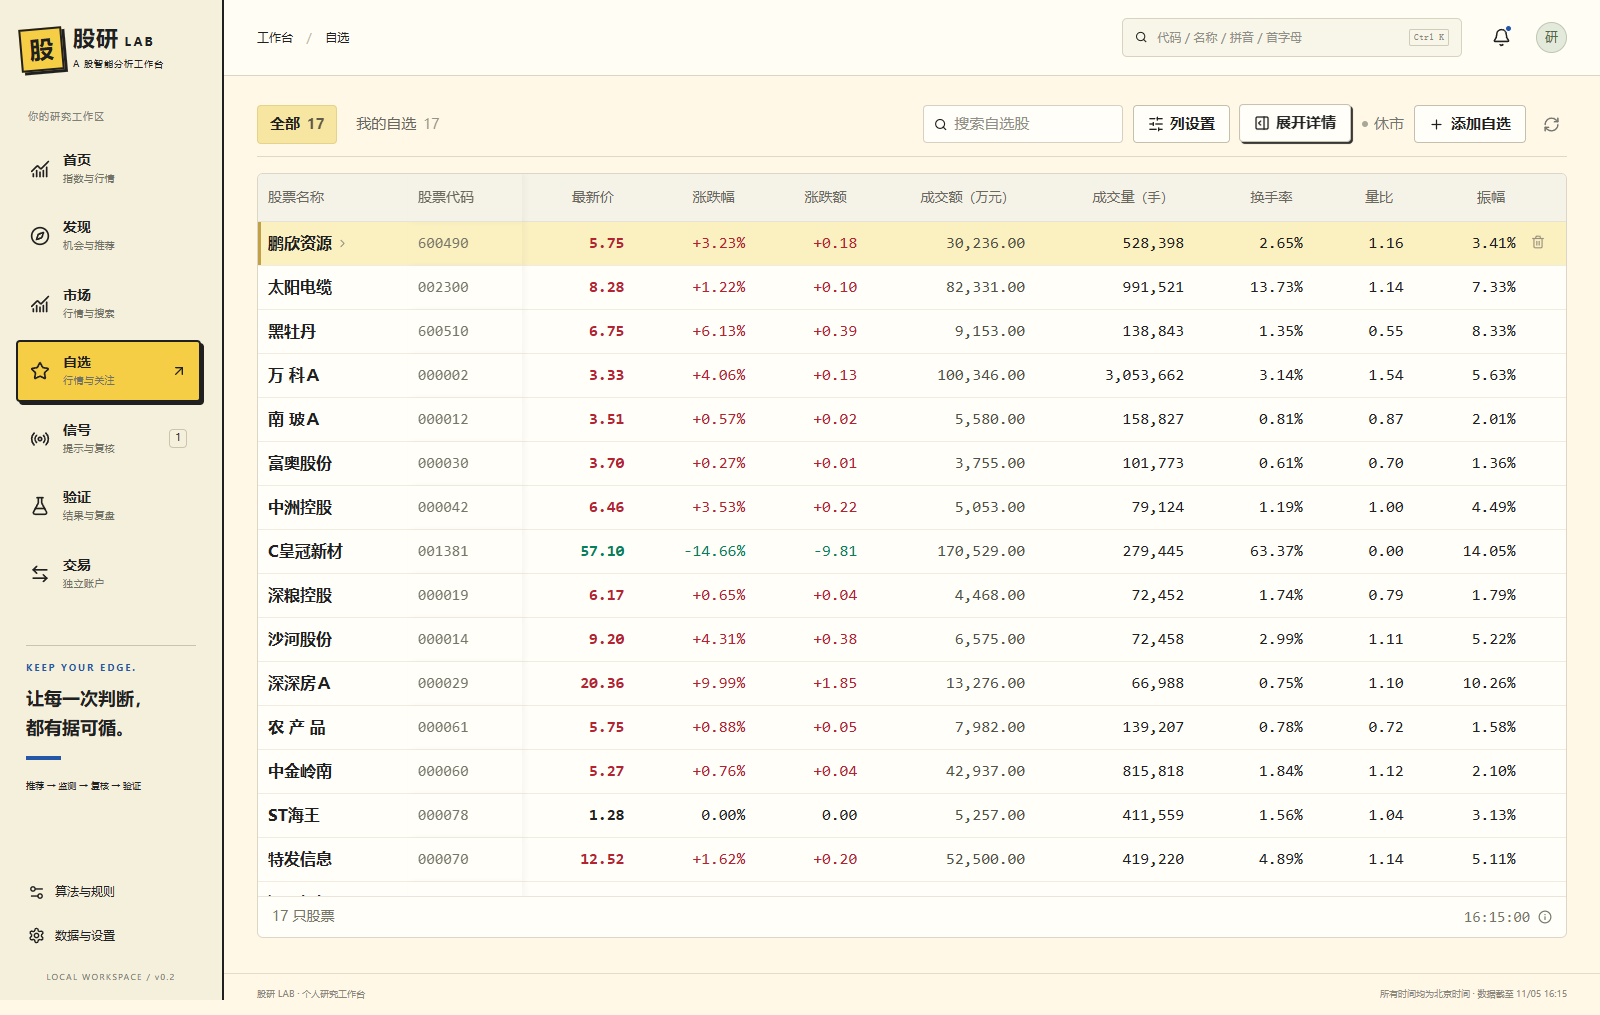 股 股研 LAB
A 股智能分析工作台
你的研究工作区
首页
指数与行情
发现
机会与推荐
市场
行情与搜索
自选
行情与关注
信号
提示与复核
1
验证
结果与复盘
交易
独立账户
KEEP YOUR EDGE.
让每一次判断,
都有据可循。
推荐 → 监测 → 复核 → 验证
算法与规则
数据与设置
LOCAL WORKSPACE / v0.2
工作台 / 自选
代码 / 名称 / 拼音 / 首字母 Ctrl K
研
全部 17 我的自选 17
搜索自选股 列设置 展开详情 休市 添加自选
股票名称 股票代码 最新价 涨跌幅 涨跌额 成交额 (万元) 成交量 (手) 换手率 量比 振幅
鹏欣资源 600490 5.75 +3.23% +0.18 30,236.00 528,398 2.65% 1.16 3.41%
太阳电缆 002300 8.28 +1.22% +0.10 82,331.00 991,521 13.73% 1.14 7.33%
黑牡丹 600510 6.75 +6.13% +0.39 9,153.00 138,843 1.35% 0.55 8.33%
万 科A 000002 3.33 +4.06% +0.13 100,346.00 3,053,662 3.14% 1.54 5.63%
南 玻A 000012 3.51 +0.57% +0.02 5,580.00 158,827 0.81% 0.87 2.01%
富奥股份 000030 3.70 +0.27% +0.01 3,755.00 101,773 0.61% 0.70 1.36%
中洲控股 000042 6.46 +3.53% +0.22 5,053.00 79,124 1.19% 1.00 4.49%
C皇冠新材 001381 57.10 -14.66% -9.81 170,529.00 279,445 63.37% 0.00 14.05%
深粮控股 000019 6.17 +0.65% +0.04 4,468.00 72,452 1.74% 0.79 1.79%
沙河股份 000014 9.20 +4.31% +0.38 6,575.00 72,458 2.99% 1.11 5.22%
深深房A 000029 20.36 +9.99% +1.85 13,276.00 66,988 0.75% 1.10 10.26%
农 产 品 000061 5.75 +0.88% +0.05 7,982.00 139,207 0.78% 0.72 1.58%
中金岭南 000060 5.27 +0.76% +0.04 42,937.00 815,818 1.84% 1.12 2.10%
ST海王 000078 1.28 0.00% 0.00 5,257.00 411,559 1.56% 1.04 3.13%
特发信息 000070 12.52 +1.62% +0.20 52,500.00 419,220 4.89% 1.14 5.11%
17 只股票 16:15:00
股研 LAB · 个人研究工作台
所有时间均为北京时间 · 数据截至 11/05 16:15